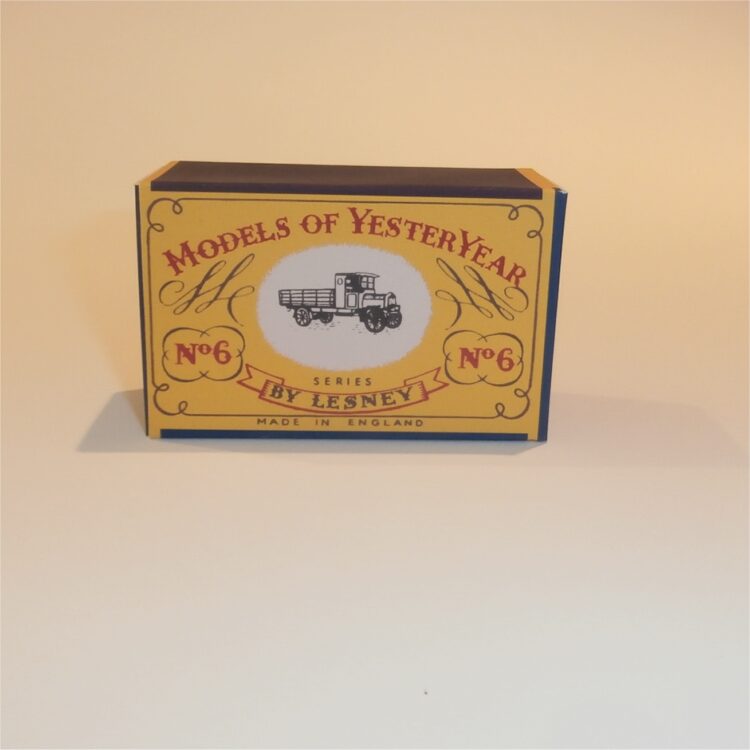 MODELS OF YESTERYEAR
Nº6
Nº6
SERIES
BY LESNEY
MADE IN ENGLAND